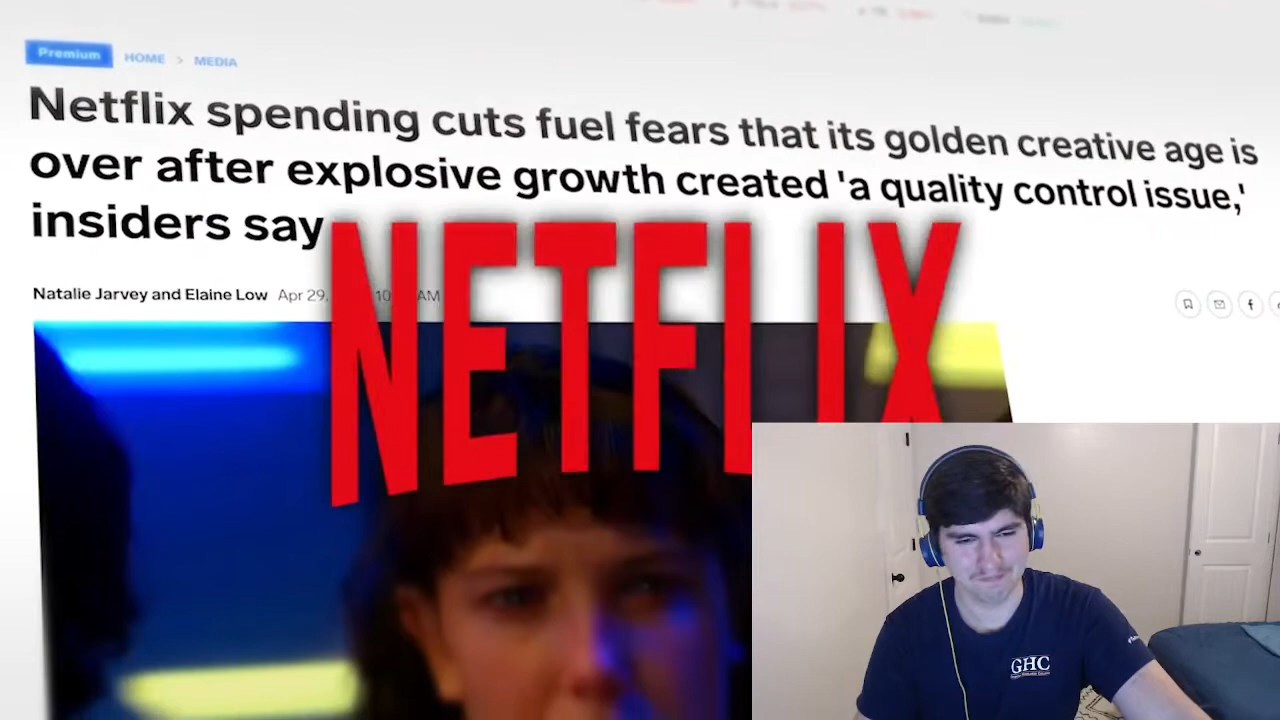 Premium HOME > MEDIA
Netflix spending cuts fuel fears that its golden creative age is
over after explosive growth created 'a quality control issue,'
insiders say
NETFLIX
Natalie Jarvey and Elaine Low Apr 29, AM
GHC